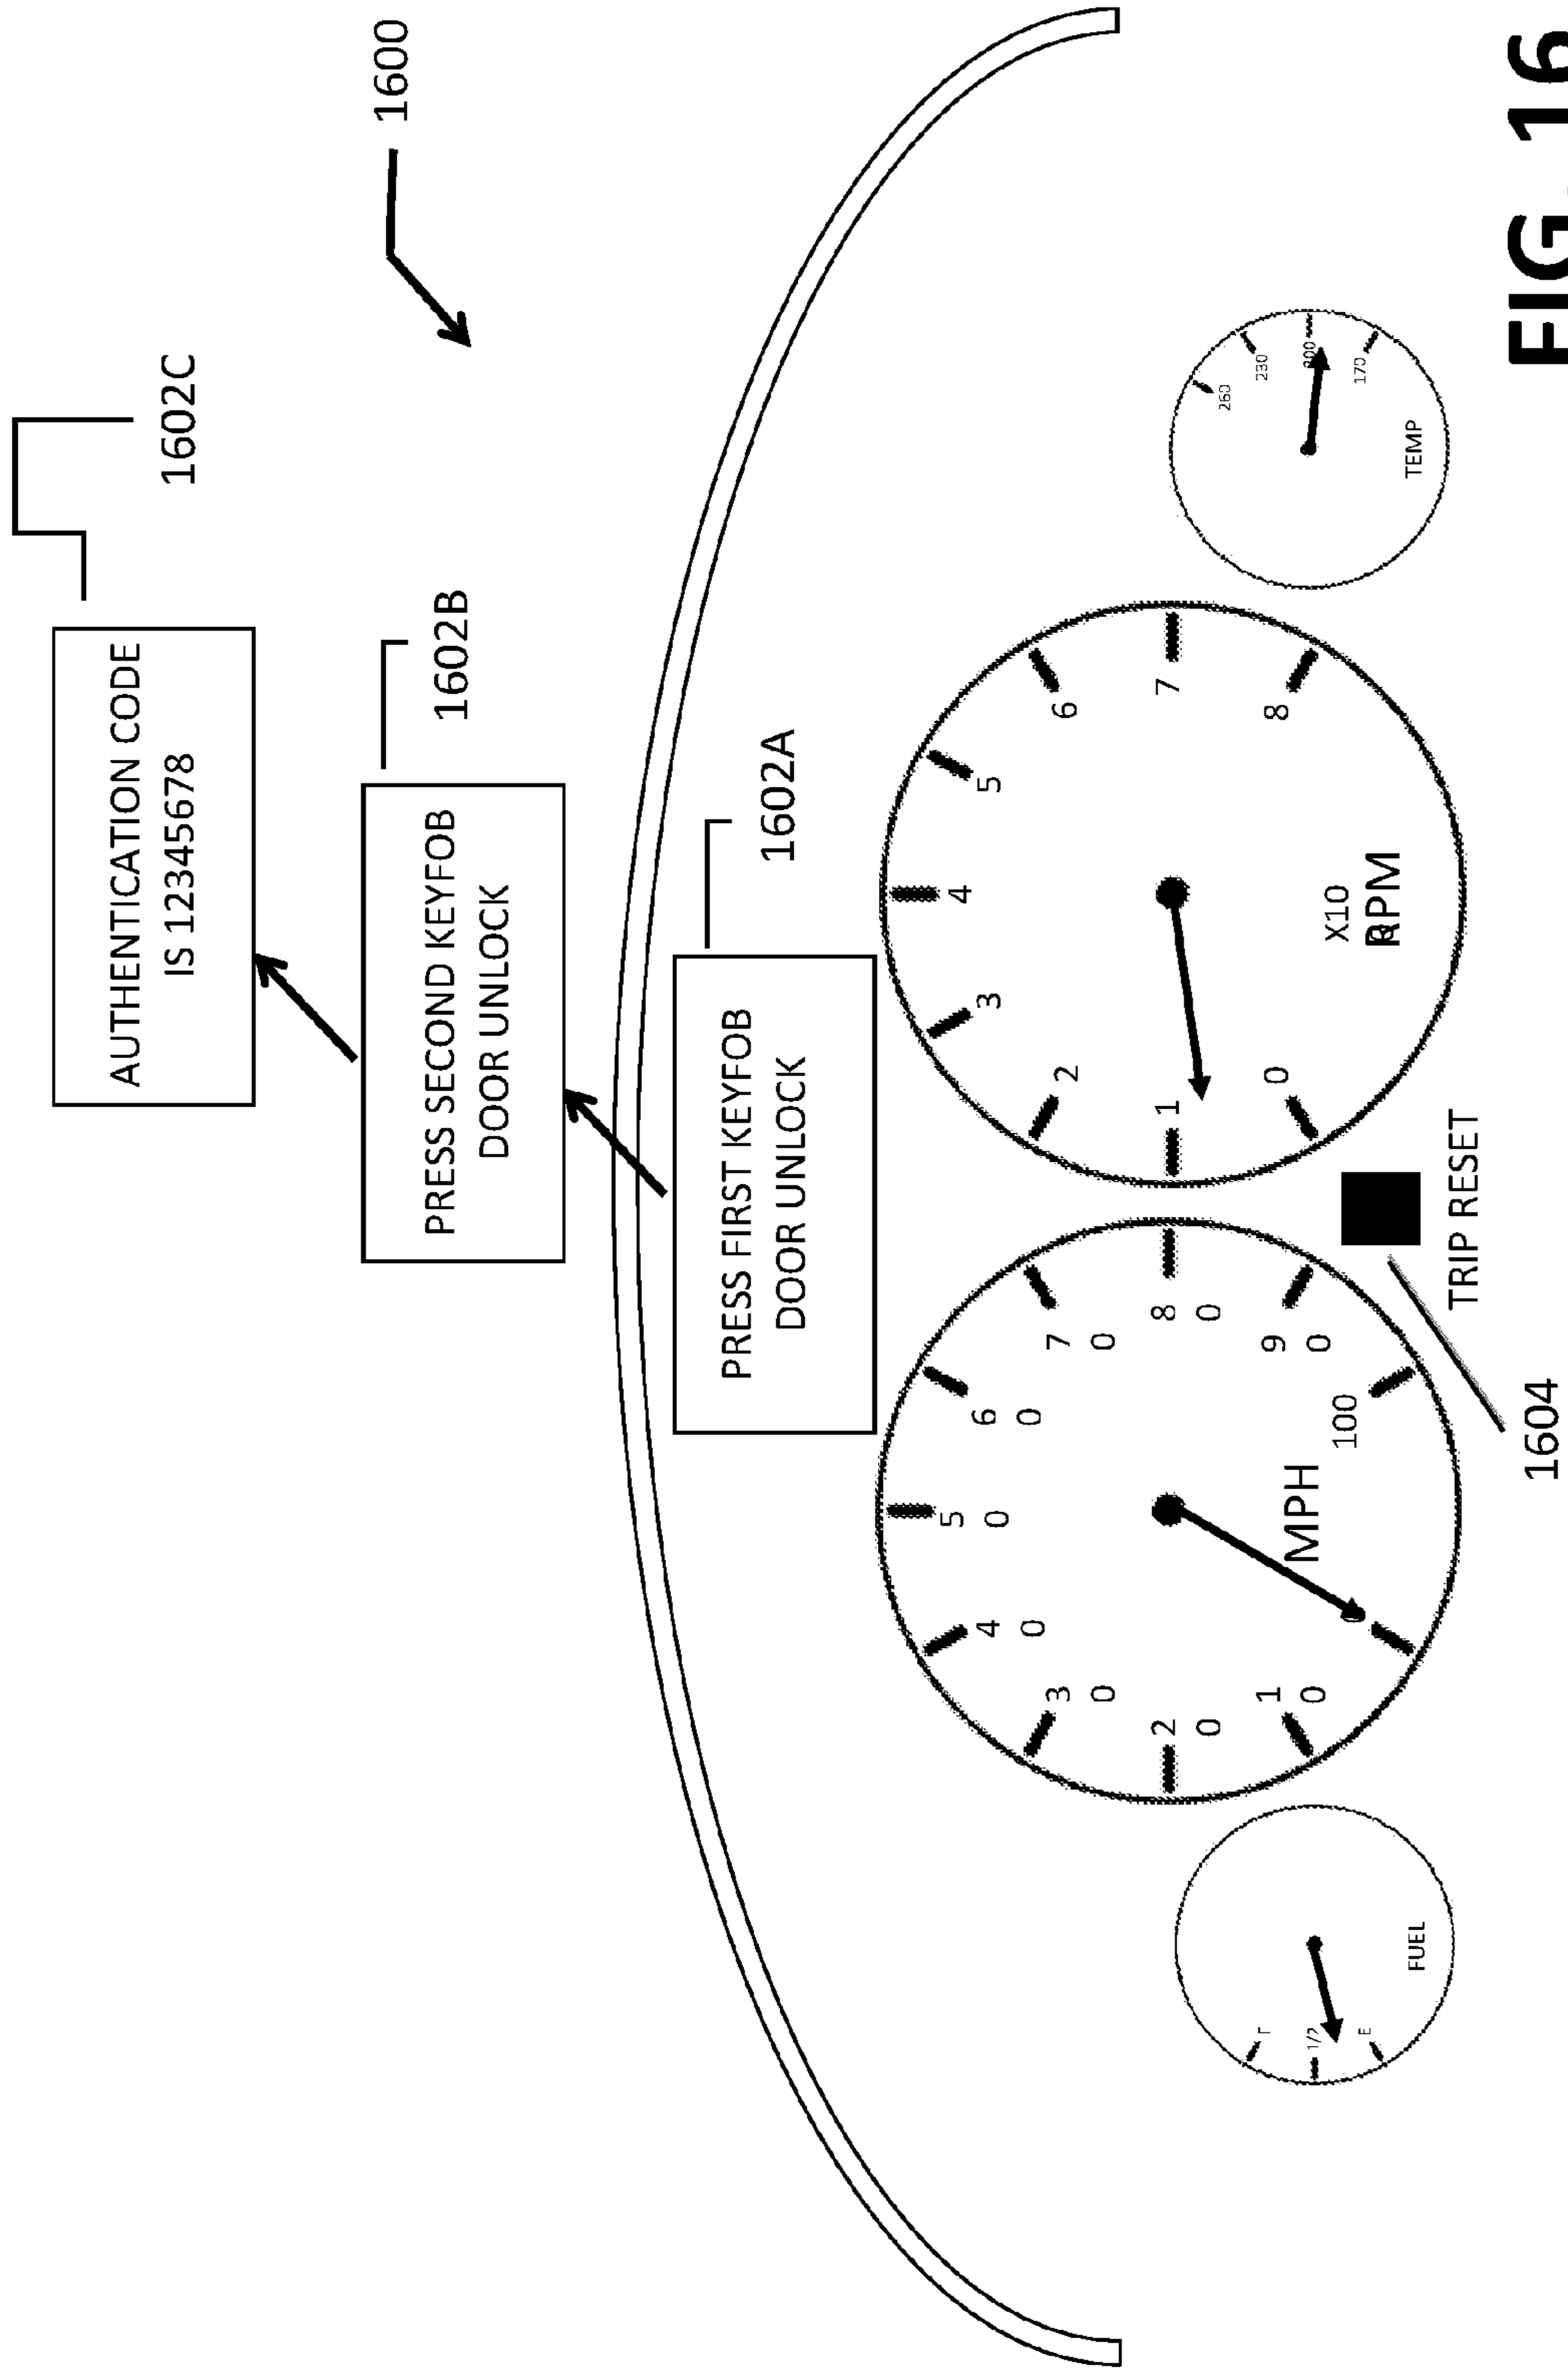 1602C
AUTHENTICATION CODE
IS 12345678
1600
1602B
PRESS SECOND KEYFOB
DOOR UNLOCK
1602A
PRESS FIRST KEYFOB
DOOR UNLOCK
1/2
E
FUEL
10
20
30
40
50
60
70
80
90
100
MPH
1604
TRIP RESET
0
1
2
3
4
5
6
7
8
X10
RPM
260
230
170
TEMP
FIG. 16